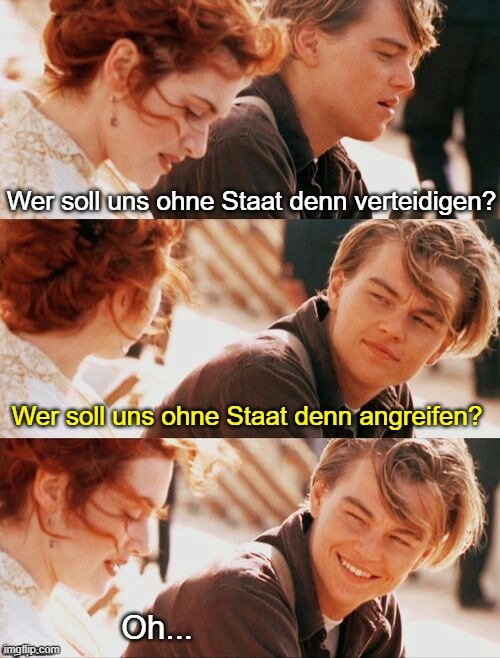 Wer soll uns ohne Staat denn verteidigen?
Wer soll uns ohne Staat denn angreifen?
Oh...
imgflip.com